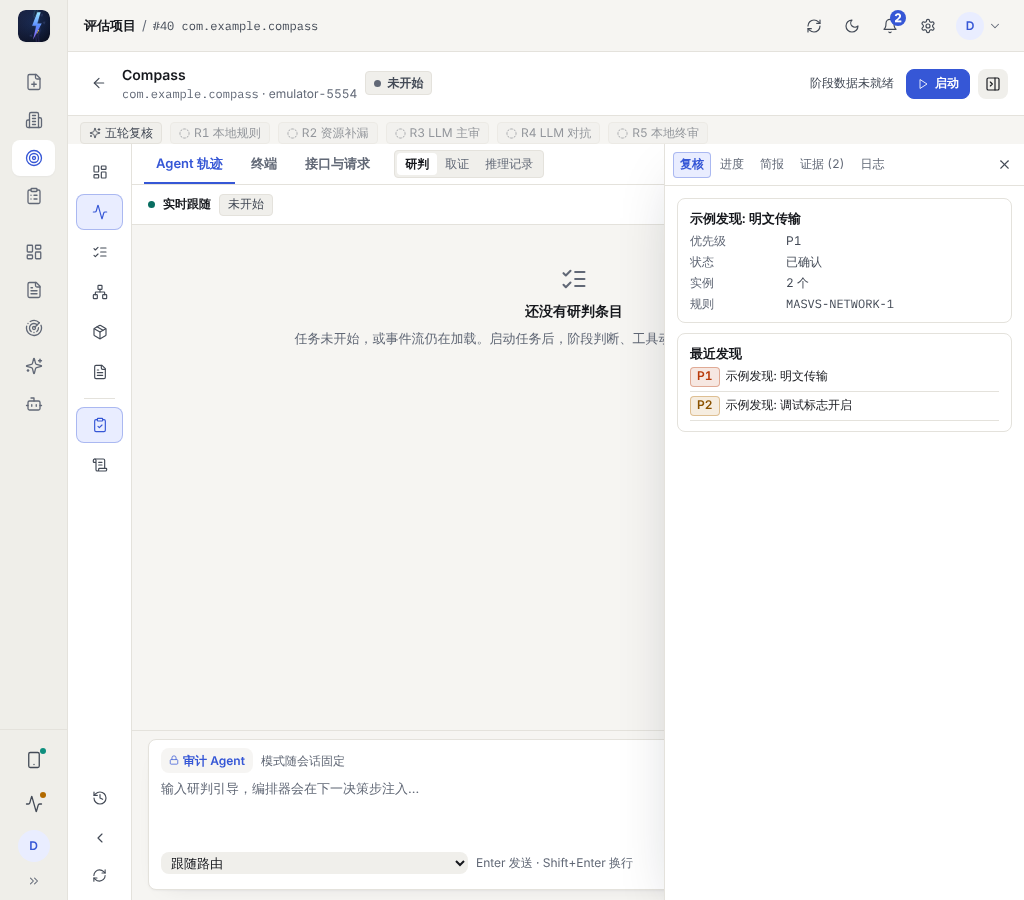 评估项目 / #40 com.example.compass
2
D
Compass
com.example.compass · emulator-5554
未开始
阶段数据未就绪
启动
五轮复核
R1 本地规则
R2 资源补漏
R3 LLM 主审
R4 LLM 对抗
R5 本地终审
Agent 轨迹
终端
接口与请求
研判
取证
推理记录
实时跟随
未开始
还没有研判条目
任务未开始，或事件流仍在加载。启动任务后，阶段判断、工具
审计 Agent
模式随会话固定
输入研判引导，编排器会在下一决策步注入...
跟随路由
Enter 发送 · Shift+Enter 换行
复核
进度
简报
证据 (2)
日志
示例发现: 明文传输
优先级 P1
状态 已确认
实例 2 个
规则 MASVS-NETWORK-1
最近发现
P1 示例发现: 明文传输
P2 示例发现: 调试标志开启
D